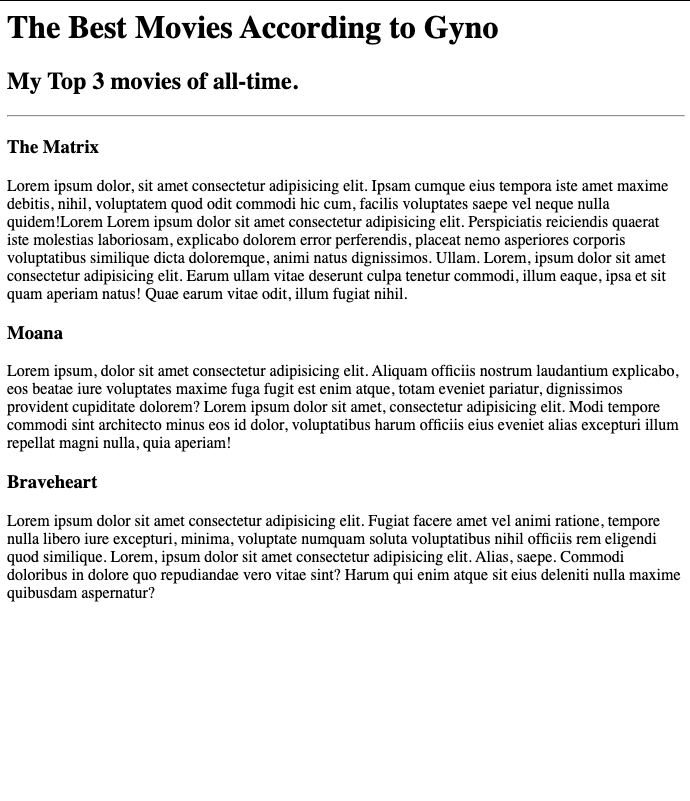 The Best Movies According to Gyno
My Top 3 movies of all-time.
The Matrix
Lorem ipsum dolor, sit amet consectetur adipisicing elit. Ipsam cumque eius tempora iste amet maxime
debitis, nihil, voluptatem quod odit commodi hic cum, facilis voluptates saepe vel neque nulla
quidem!Lorem Lorem ipsum dolor sit amet consectetur adipisicing elit. Perspiciatis reiciendis quaerat
iste molestias laboriosam, explicabo dolorem error perferendis, placeat nemo asperiores corporis
voluptatibus similique dicta doloremque, animi natus dignissimos. Ullam. Lorem, ipsum dolor sit amet
consectetur adipisicing elit. Earum ullam vitae deserunt culpa tenetur commodi, illum eaque, ipsa et sit
quam aperiam natus! Quae earum vitae odit, illum fugiat nihil.
Moana
Lorem ipsum, dolor sit amet consectetur adipisicing elit. Aliquam officiis nostrum laudantium explicabo,
eos beatae iure voluptates maxime fuga fugit est enim atque, totam eveniet pariatur, dignissimos
provident cupiditate dolorem? Lorem ipsum dolor sit amet, consectetur adipisicing elit. Modi tempore
commodi sint architecto minus eos id dolor, voluptatibus harum officiis eius eveniet alias excepturi illum
repellat magni nulla, quia aperiam!
Braveheart
Lorem ipsum dolor sit amet consectetur adipisicing elit. Fugiat facere amet vel animi ratione, tempore
nulla libero iure excepturi, minima, voluptate numquam soluta voluptatibus nihil officiis rem eligendi
quod similique. Lorem, ipsum dolor sit amet consectetur adipisicing elit. Alias, saepe. Commodi
doloribus in dolore quo repudiandae vero vitae sint? Harum qui enim atque sit eius deleniti nulla maxime
quibusdam aspernatur?